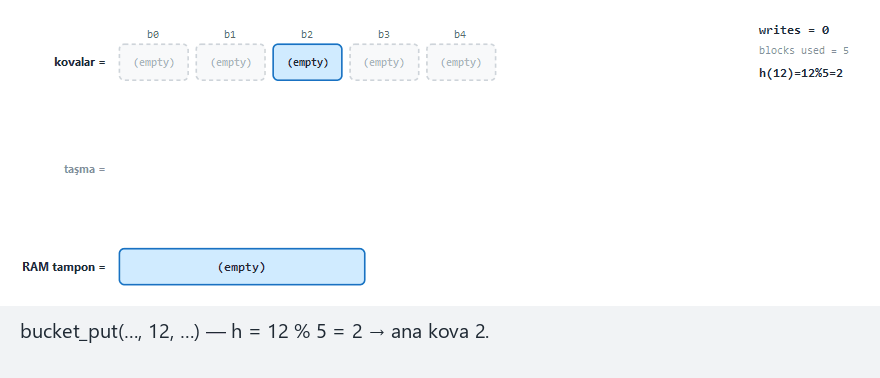 b0 b1 b2 b3 b4
kovalar = (empty) (empty) (empty) (empty) (empty)
writes = 0
blocks used = 5
h(12)=12%5=2
taşma =
RAM tampon = (empty)
bucket_put(…, 12, …) — h = 12 % 5 = 2 → ana kova 2.